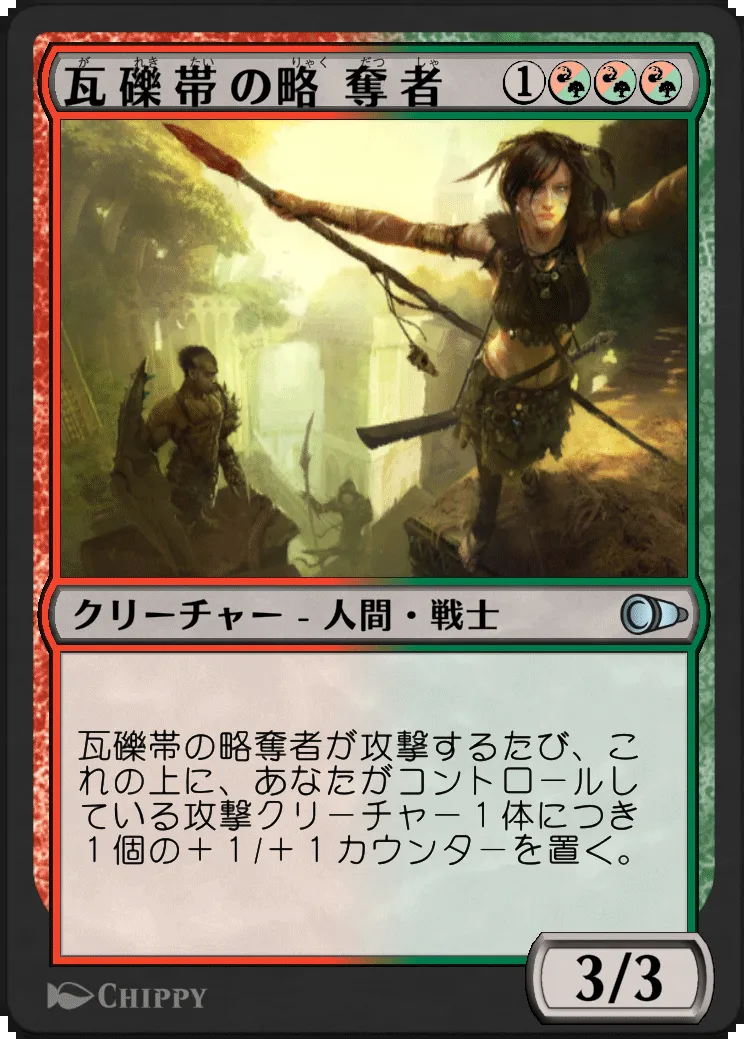 瓦礫帯の略奪者 1
クリーチャー - 人間・戦士
瓦礫帯の略奪者が攻撃するたび、こ
れの上に、あなたがコントロールし
ている攻撃クリーチャー１体につき
１個の＋１/＋１カウンターを置く。
3/3
CHIPPY